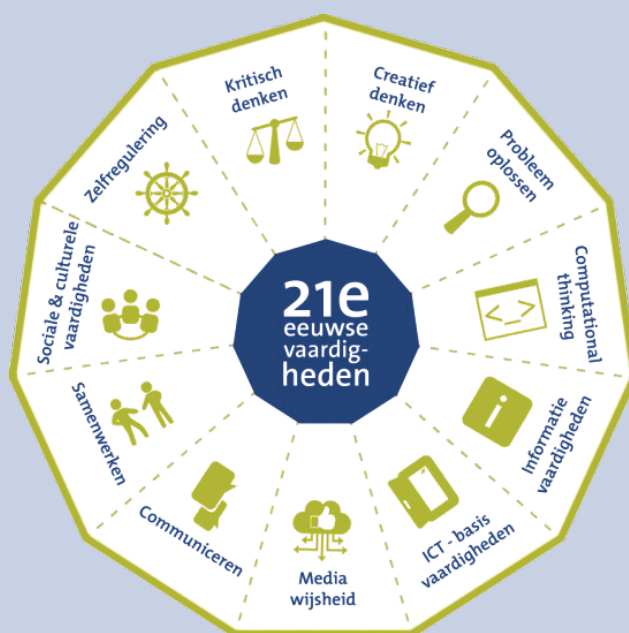 21e
eeuwse
vaardig-
heden
Creatief
denken
Probleem
oplossen
Computational
thinking
Informatie
vaardigheden
ICT - basis
vaardigheden
Media
wijsheid
Communiceren
Samenwerken
Sociale & culturele
vaardigheden
Zelfregulering
Kritisch
denken